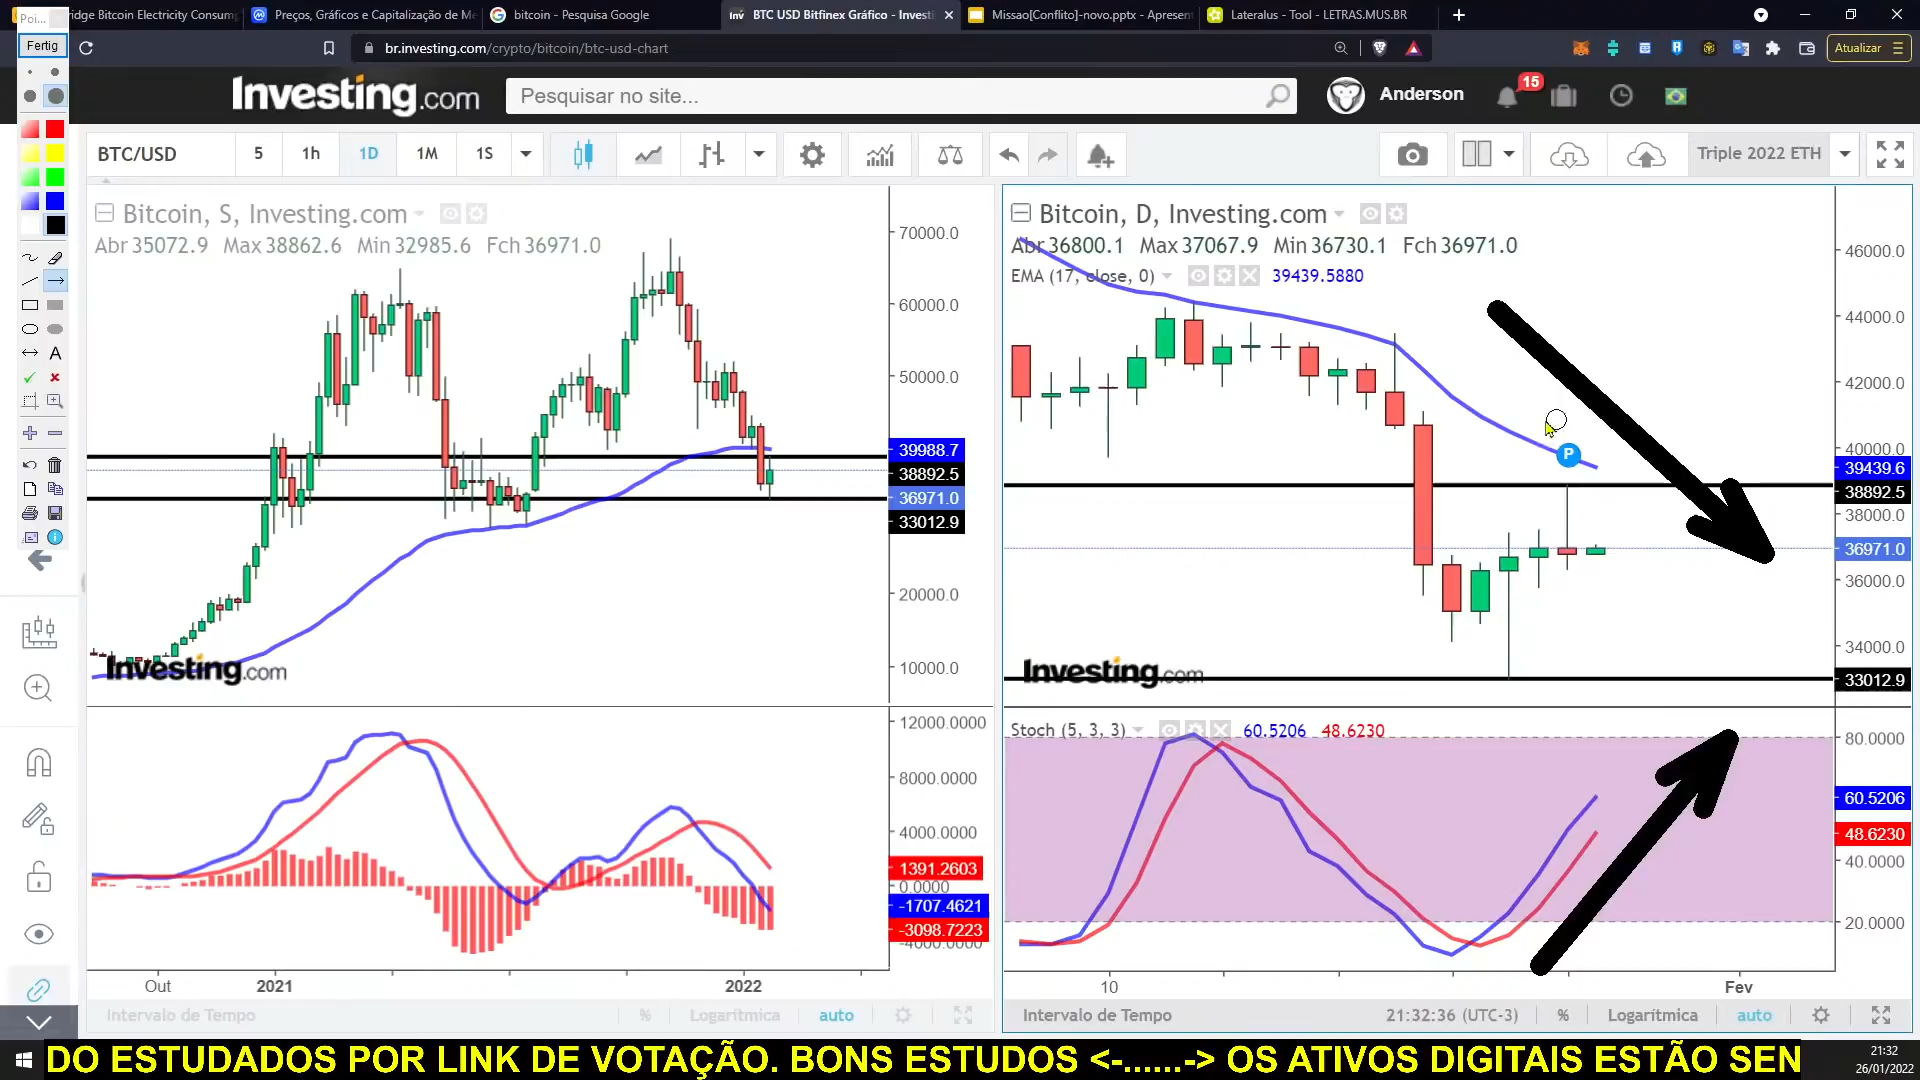 Poi...
ridge Bitcoin Electricity Consump
Preços, Gráficos e Capitalização de Me
bitcoin - Pesquisa Google
BTC USD Bitfinex Gráfico - Investi
Missao[Conflito]-novo.pptx - Apresent
Lateralus - Tool - LETRAS.MUS.BR
Fertig
br.investing.com/crypto/bitcoin/btc-usd-chart
Atualizar
Investing.com
Pesquisar no site...
Anderson
15
BTC/USD
5
1h
1D
1M
1S
Triple 2022 ETH
Bitcoin, S, Investing.com
Abr 35072.9 Max 38862.6 Min 32985.6 Fch 36971.0
70000.0
60000.0
50000.0
39988.7
38892.5
36971.0
33012.9
20000.0
10000.0
Investing.com
12000.0000
8000.0000
4000.0000
1391.2603
0.0000
-1707.4621
-3098.7223
-4000.0000
Out
2021
2022
Intervalo de Tempo
%
Logarítmica
auto
Bitcoin, D, Investing.com
Abr 36800.1 Max 37067.9 Min 36730.1 Fch 36971.0
EMA (17, close, 0)
39439.5880
P
46000.0
44000.0
42000.0
40000.0
39439.6
38892.5
38000.0
36971.0
36000.0
34000.0
33012.9
Investing.com
Stoch (5, 3, 3)
60.5206
48.6230
80.0000
60.5206
48.6230
40.0000
20.0000
10
Fev
Intervalo de Tempo
21:32:36 (UTC-3)
%
Logarítmica
auto
A
DO ESTUDADOS POR LINK DE VOTAÇÃO. BONS ESTUDOS <-......-> OS ATIVOS DIGITAIS ESTÃO SEN
21:32
26/01/2022